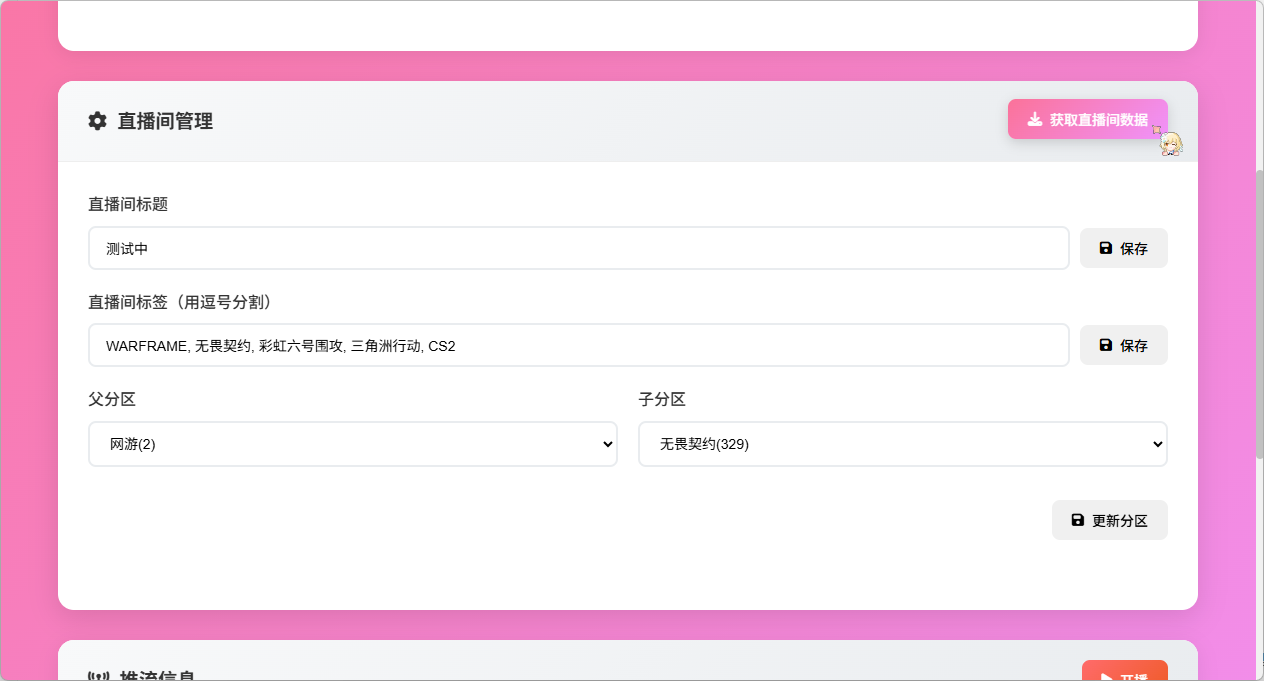 直播间管理
获取直播间数据
直播间标题
测试中
保存
直播间标签（用逗号分割）
WARFRAME, 无畏契约, 彩虹六号围攻, 三角洲行动, CS2
保存
父分区
子分区
网游(2)
无畏契约(329)
更新分区
推流信息
开播